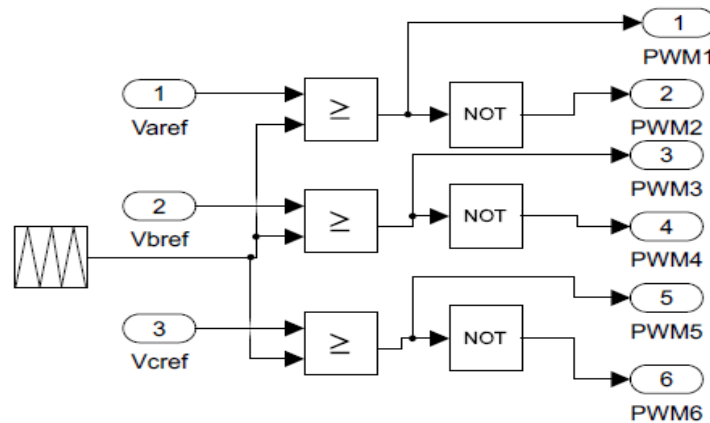 1
PWM1
1
Varef
≥
NOT
2
PWM2
3
PWM3
2
Vbref
≥
NOT
4
PWM4
5
PWM5
3
Vcref
≥
NOT
6
PWM6